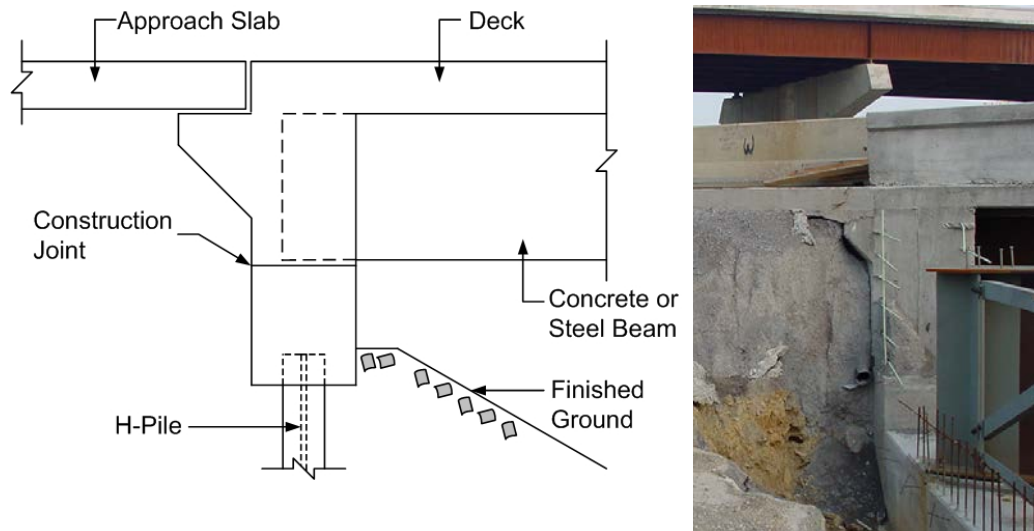 Approach Slab
Deck
Construction
Joint
Concrete or
Steel Beam
Finished
Ground
H-Pile
W